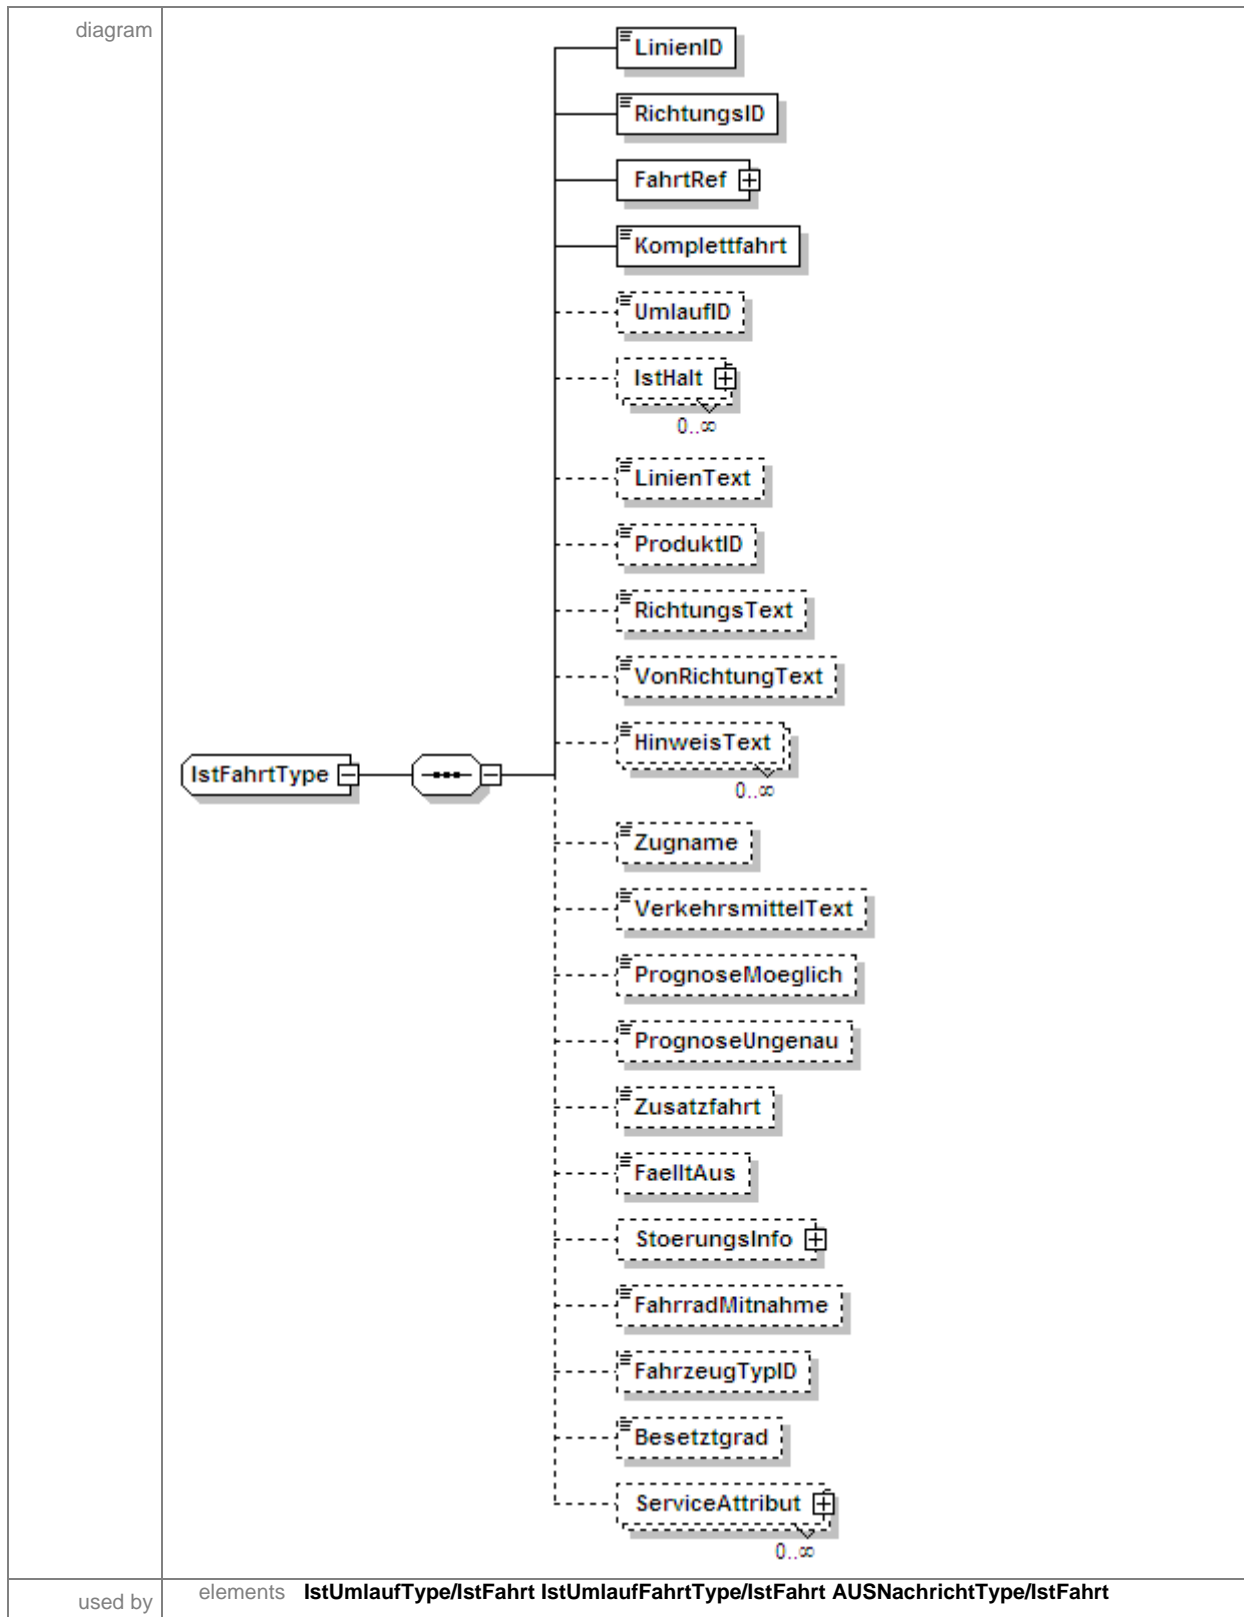 diagram
LinienID
RichtungsID
FahrtRef
Komplettfahrt
UmlaufID
IstHalt
0..∞
LinienText
ProduktID
RichtungsText
VonRichtungText
HinweisText
0..∞
IstFahrtType
Zugname
VerkehrsmittelText
PrognoseMoeglich
PrognoseUngenau
Zusatzfahrt
FaelltAus
StoerungsInfo
FahrradMitnahme
FahrzeugTypID
Besetztgrad
ServiceAttribut
0..∞
used by elements IstUmlaufType/IstFahrt IstUmlaufFahrtType/IstFahrt AUSNachrichtType/IstFahrt